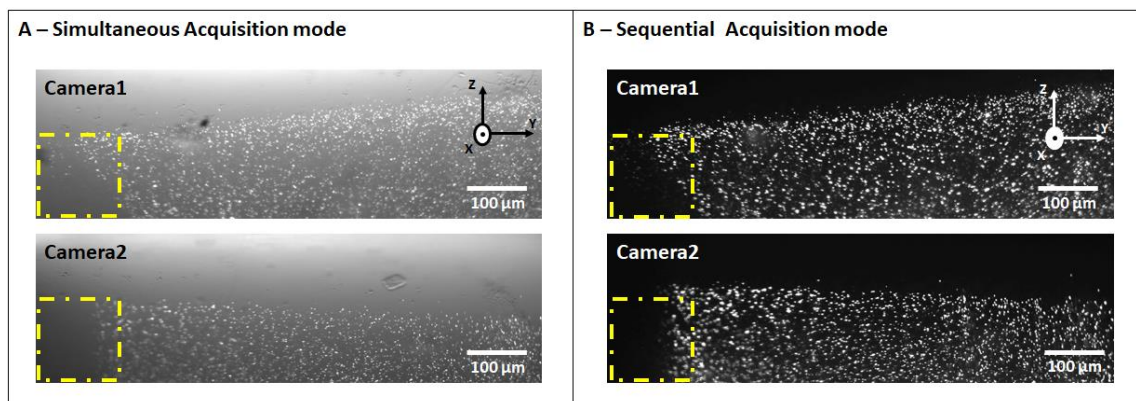 A – Simultaneous Acquisition mode
Camera1
Z
Y
X
100 µm
Camera2
100 µm
B – Sequential Acquisition mode
Camera1
Z
Y
X
100 µm
Camera2
100 µm